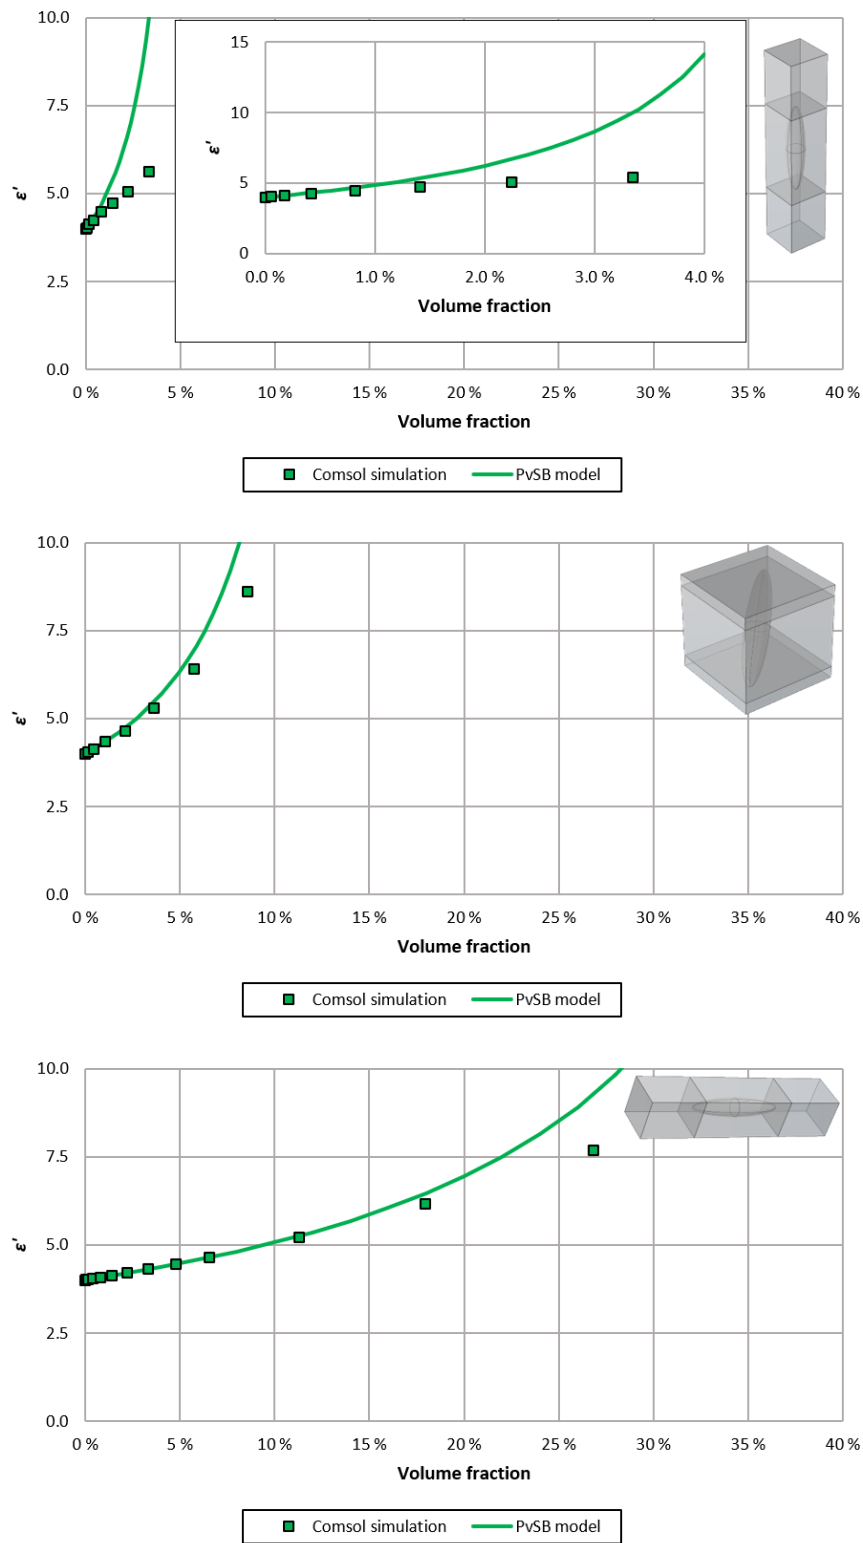 10.0
7.5
5.0
2.5
0.0
ε'
0 % 5 % 10 % 15 % 20 % 25 % 30 % 35 % 40 %
Volume fraction
15
10
5
0
ε'
0.0 % 1.0 % 2.0 % 3.0 % 4.0 %
Volume fraction
Comsol simulation PvSB model
10.0
7.5
5.0
2.5
0.0
ε'
0 % 5 % 10 % 15 % 20 % 25 % 30 % 35 % 40 %
Volume fraction
Comsol simulation PvSB model
10.0
7.5
5.0
2.5
0.0
ε'
0 % 5 % 10 % 15 % 20 % 25 % 30 % 35 % 40 %
Volume fraction
Comsol simulation PvSB model